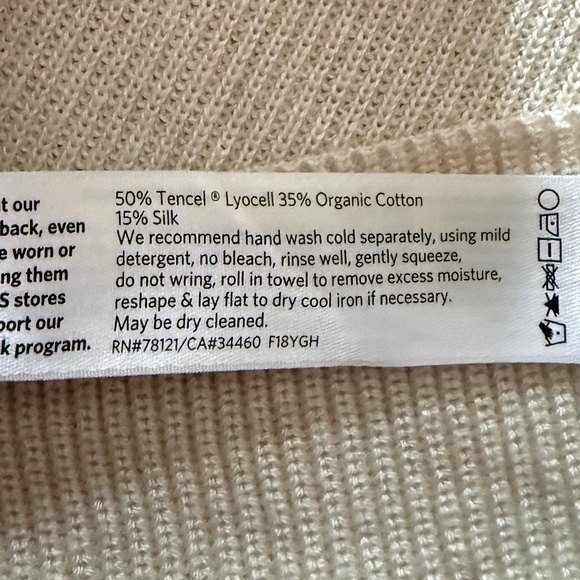 t our
back, even
e worn or
ng them
S stores
port our
k program.
50% Tencel ® Lyocell 35% Organic Cotton
15% Silk
We recommend hand wash cold separately, using mild
detergent, no bleach, rinse well, gently squeeze,
do not wring, roll in towel to remove excess moisture,
reshape & lay flat to dry cool iron if necessary.
May be dry cleaned.
RN#78121/CA#34460 F18YGH